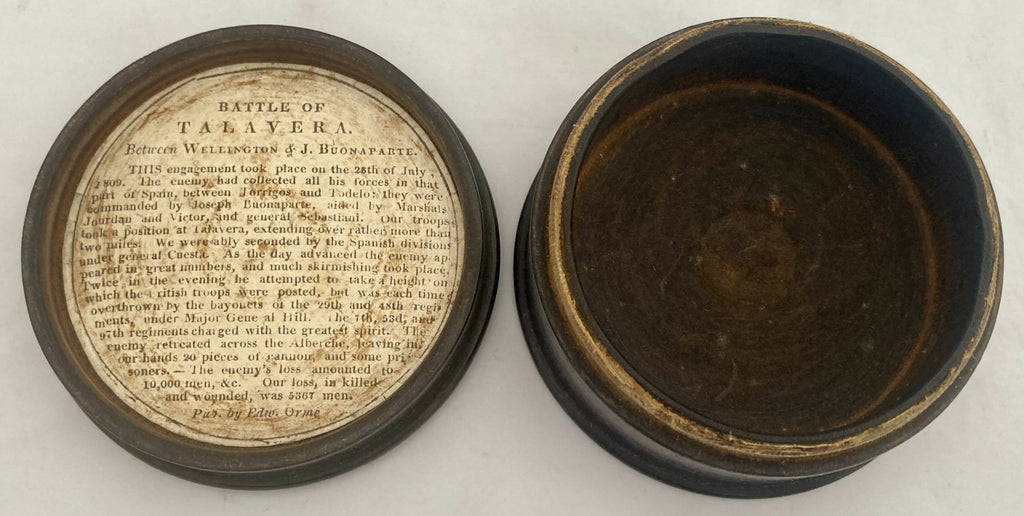 BATTLE OF
TALAVERA.
Between WELLINGTON & J. BUONAPARTE.
THIS engagement took place on the 28th of July,
1809. The enemy had collected all his forces in that
part of Spain, between Torrigos and Toledo; they were
commanded by Joseph Buonaparte, aided by Marshals
Jourdan and Victor, and general Sebastiani. Our troops
took a position at Talavera, extending over rather more than
two miles. We were ably seconded by the Spanish divisions
under general Cuesta. As the day advanced the enemy ap
peared in great numbers, and much skirmishing took place,
Twice in the evening he attempted to take a height on
which the British troops were posted, but was each time
overthrown by the bayonets of the 29th and 48th regi
ments, under Major General Hill. The 7th, 53d, and
97th regiments charged with the greatest spirit. The
enemy retreated across the Alberche, leaving in
our hands 20 pieces of cannon, and some pri
soners.— The enemy's loss amounted to
10,000 men, &c. Our loss, in killed
and wounded, was 5367 men.
Pub. by Edw. Orme